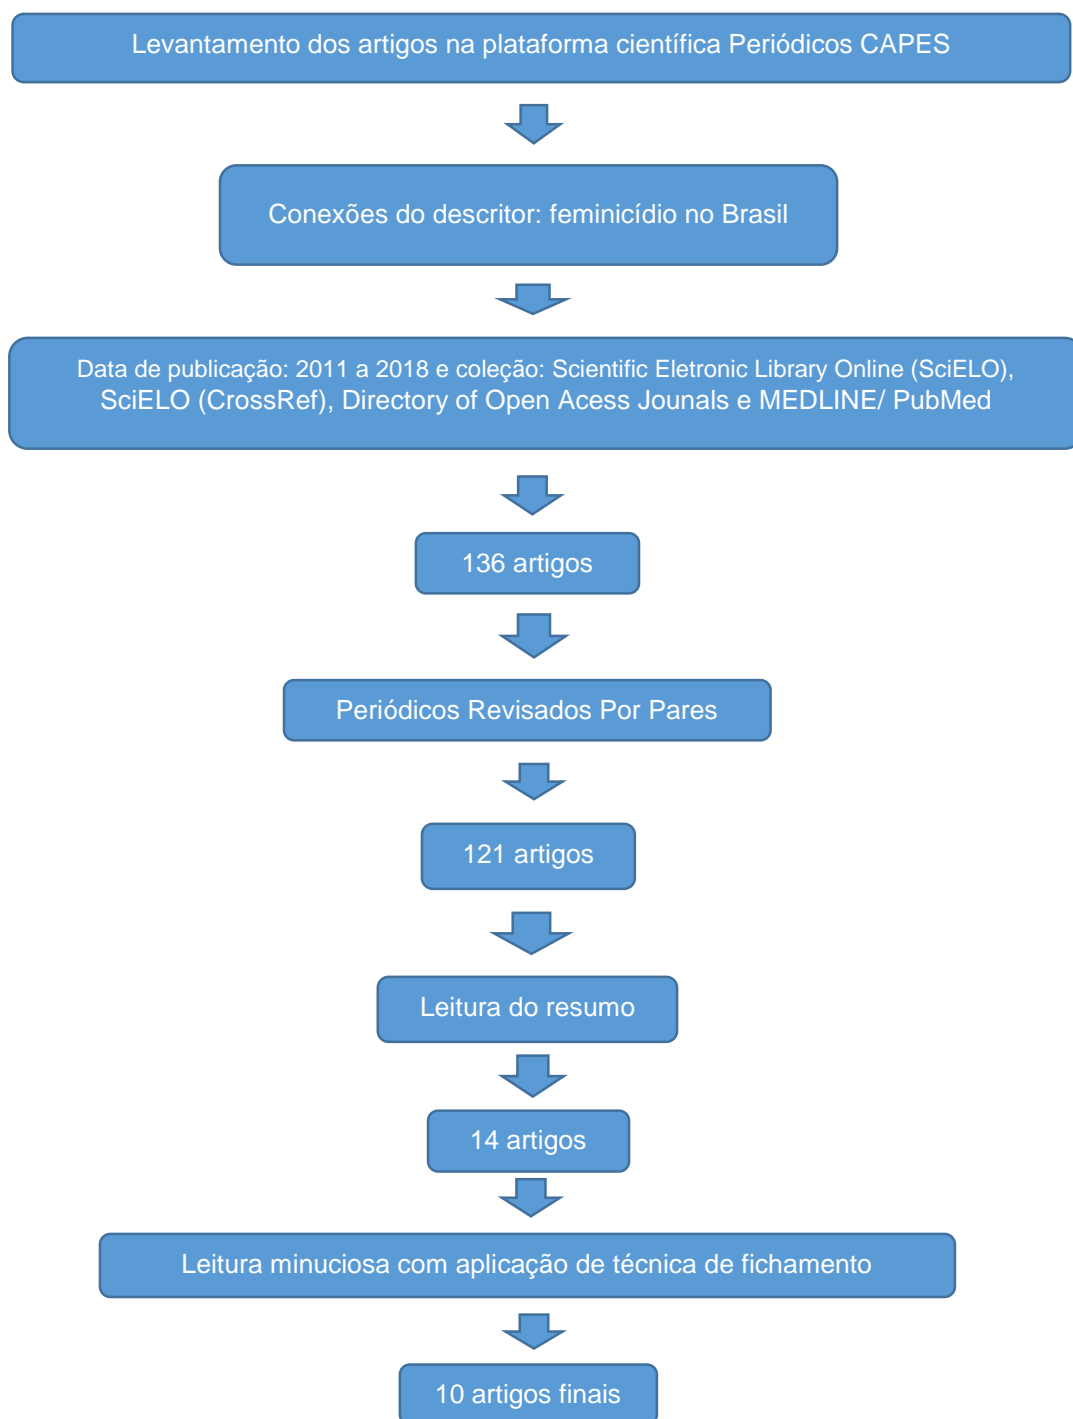 Levantamento dos artigos na plataforma científica Periódicos CAPES
Conexões do descritor: feminicídio no Brasil
Data de publicação: 2011 a 2018 e coleção: Scientific Eletronic Library Online (SciELO),
SciELO (CrossRef), Directory of Open Acess Jounals e MEDLINE/ PubMed
136 artigos
Periódicos Revisados Por Pares
121 artigos
Leitura do resumo
14 artigos
Leitura minuciosa com aplicação de técnica de fichamento
10 artigos finais